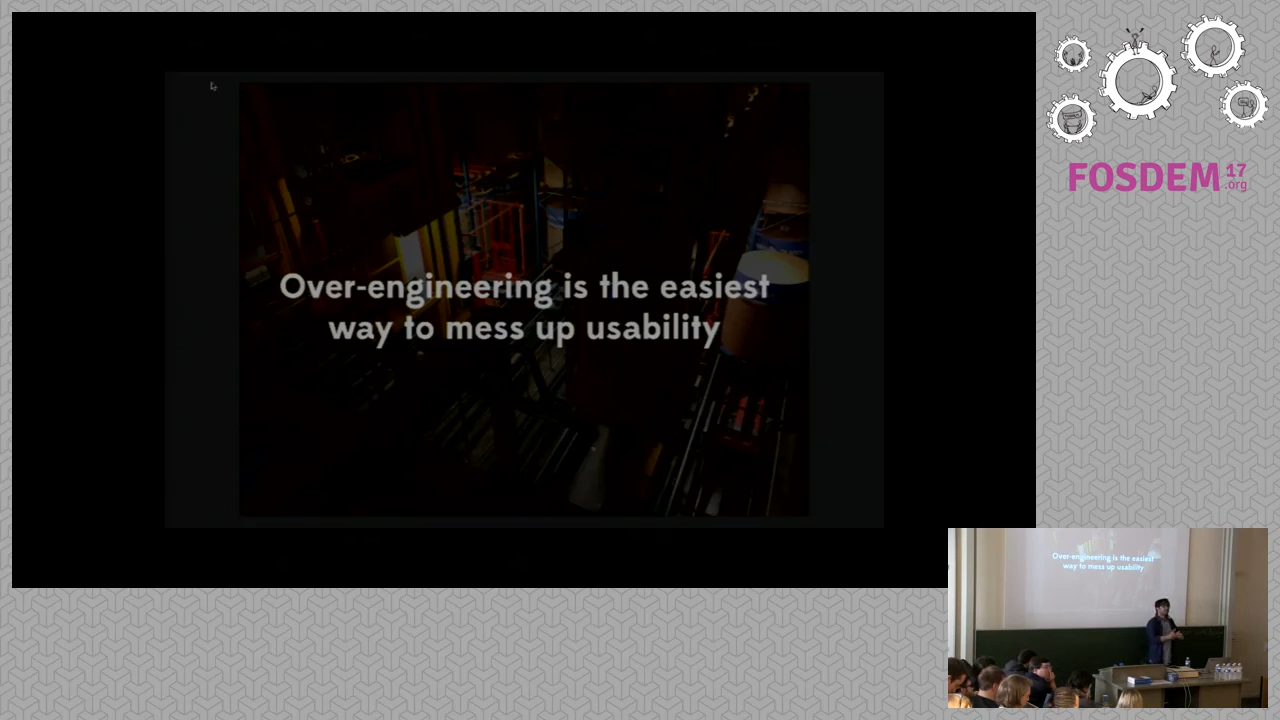 Over-engineering is the easiest
way to mess up usability
FOSDEM 17
.org
Over-engineering is the easiest
way to mess up usability